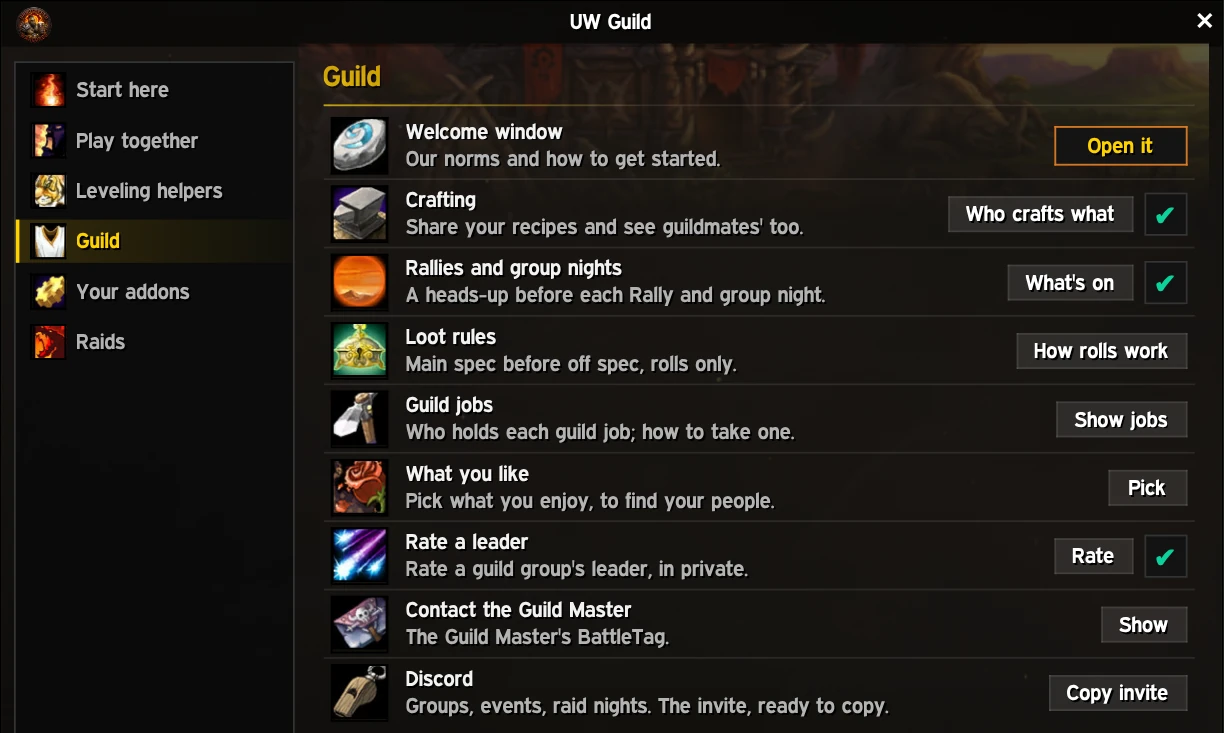 UW Guild
Start here
Play together
Leveling helpers
Guild
Your addons
Raids
Guild
Welcome window
Our norms and how to get started.
Open it
Crafting
Share your recipes and see guildmates' too.
Who crafts what
Rallies and group nights
A heads-up before each Rally and group night.
What's on
Loot rules
Main spec before off spec, rolls only.
How rolls work
Guild jobs
Who holds each guild job; how to take one.
Show jobs
What you like
Pick what you enjoy, to find your people.
Pick
Rate a leader
Rate a guild group's leader, in private.
Rate
Contact the Guild Master
The Guild Master's BattleTag.
Show
Discord
Groups, events, raid nights. The invite, ready to copy.
Copy invite